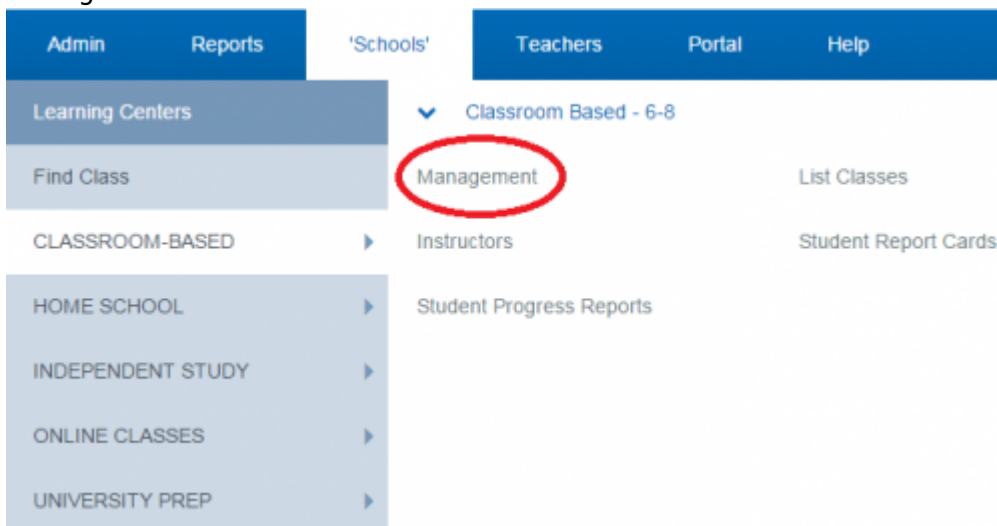 Admin Reports 'Schools' Teachers Portal Help
Learning Centers
Classroom Based - 6-8
Find Class
Management
List Classes
CLASSROOM-BASED
Instructors
Student Report Cards
HOME SCHOOL
Student Progress Reports
INDEPENDENT STUDY
ONLINE CLASSES
UNIVERSITY PREP